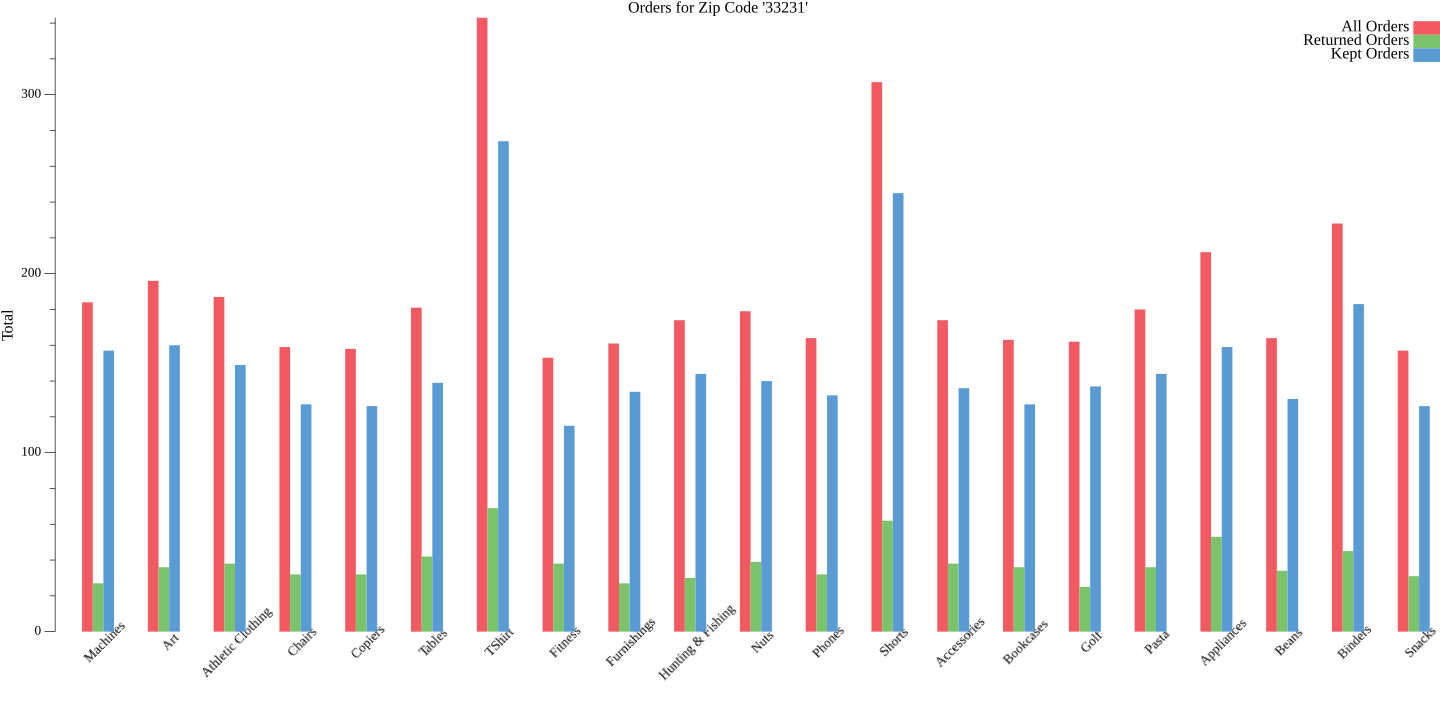 Orders for Zip Code '33231'
All Orders
Returned Orders
Kept Orders
Total
300
200
100
0
Machines
Art
Athletic Clothing
Chairs
Copiers
Tables
TShirt
Fitness
Furnishings
Hunting & Fishing
Nuts
Phones
Shorts
Accessories
Bookcases
Golf
Pasta
Appliances
Beans
Binders
Snacks